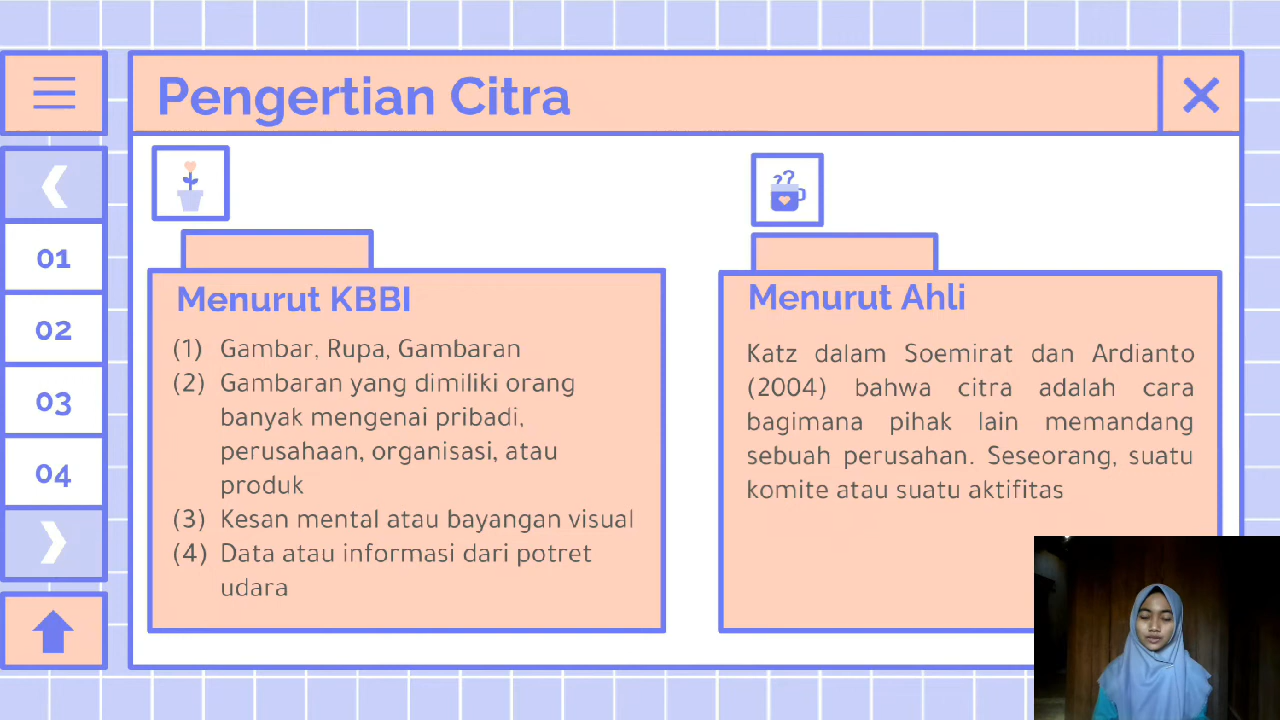 Pengertian Citra
01
02
03
04
Menurut KBBI
(1) Gambar, Rupa, Gambaran
(2) Gambaran yang dimiliki orang
banyak mengenai pribadi,
perusahaan, organisasi, atau
produk
(3) Kesan mental atau bayangan visual
(4) Data atau informasi dari potret
udara
Menurut Ahli
Katz dalam Soemirat dan Ardianto
(2004) bahwa citra adalah cara
bagimana pihak lain memandang
sebuah perusahan. Seseorang, suatu
komite atau suatu aktifitas